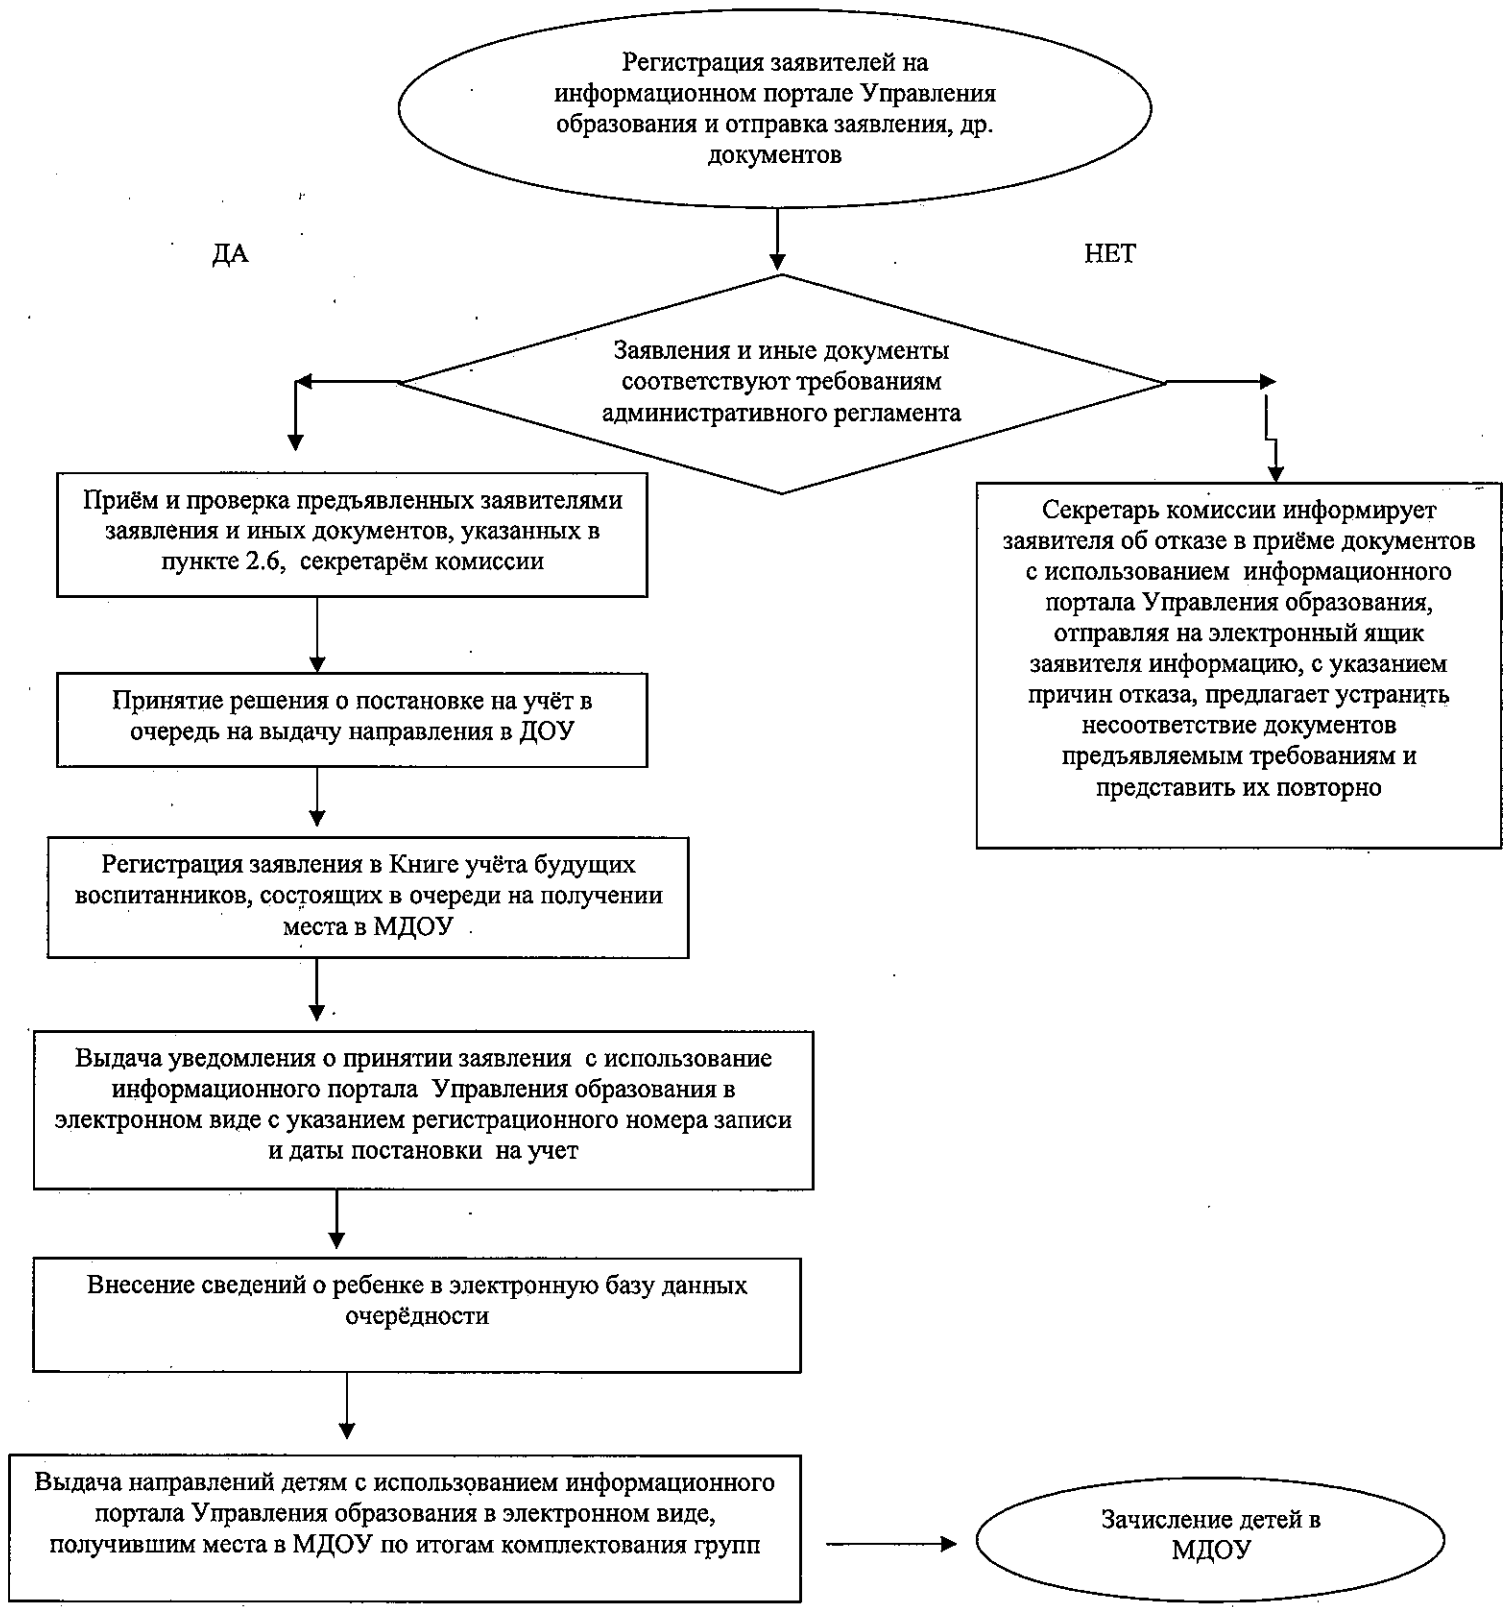 Регистрация заявителей на
информационном портале Управления
образования и отправка заявления, др.
документов
ДА
НЕТ
Заявления и иные документы
соответствуют требованиям
административного регламента
Приём и проверка предъявленных заявителями
заявления и иных документов, указанных в
пункте 2.6, секретарём комиссии
Секретарь комиссии информирует
заявителя об отказе в приёме документов
с использованием информационного
портала Управления образования,
отправляя на электронный ящик
заявителя информацию, с указанием
причин отказа, предлагает устранить
несоответствие документов
предъявляемым требованиям и
представить их повторно
Принятие решения о постановке на учёт в
очередь на выдачу направления в ДОУ
Регистрация заявления в Книге учёта будущих
воспитанников, состоящих в очереди на получении
места в МДОУ
Выдача уведомления о принятии заявления с использование
информационного портала Управления образования в
электронном виде с указанием регистрационного номера записи
и даты постановки на учет
Внесение сведений о ребенке в электронную базу данных
очерёдности
Выдача направлений детям с использованием информационного
портала Управления образования в электронном виде,
получившим места в МДОУ по итогам комплектования групп
Зачисление детей в
МДОУ